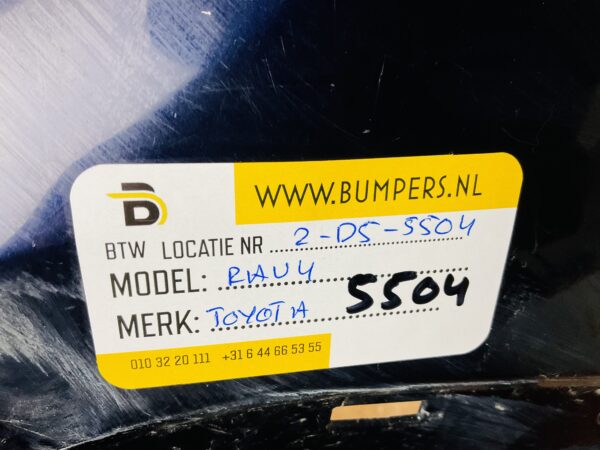 WWW.BUMPERS.NL
BTW LOCATIE NR 2-D5-5504
MODEL: RAV4
MERK: TOYOTA 5504
010 32 20 111 +31 6 44 66 53 55